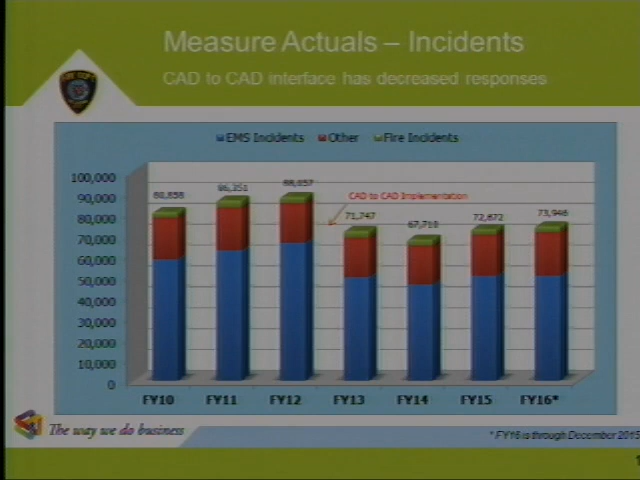 Measure Actuals – Incidents
CAD to CAD interface has decreased responses
EMS Incidents Other Fire Incidents
100,000
90,000
80,000
70,000
60,000
50,000
40,000
30,000
20,000
10,000
0
CAD to CAD Implementation
71,747
72,672
73,946
FY10 FY11 FY12 FY13 FY14 FY15 FY16*
The way we do business
* FY16 is through December 2015